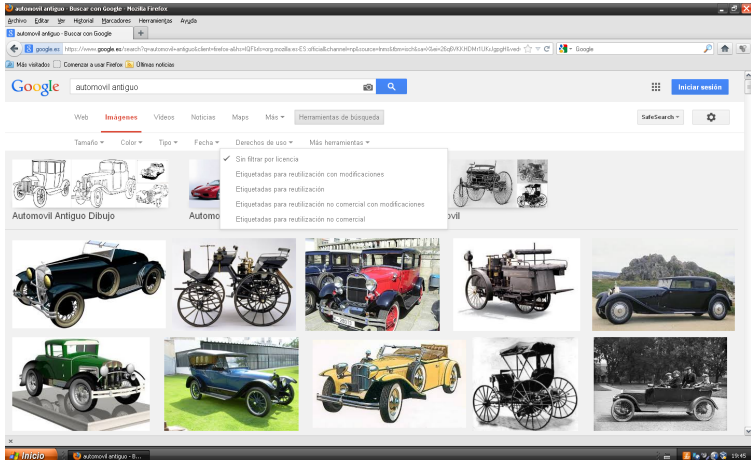 automovil antiguo - Buscar con Google - Mozilla Firefox
Archivo Editar Ver Historial Marcadores Herramientas Ayuda
automovil antiguo - Buscar con Google
google.es
Google
Más visitados Comenzar a usar Firefox Últimas noticias
Google automovil antiguo Iniciar sesión
Web Imágenes Vídeos Noticias Maps Más Herramientas de búsqueda SafeSearch
Tamaño Color Tipo Fecha Derechos de uso Más herramientas
Sin filtrar por licencia
Etiquetadas para reutilización con modificaciones
Etiquetadas para reutilización
Etiquetadas para reutilización no comercial con modificaciones
Etiquetadas para reutilización no comercial
Automovil Antiguo Dibujo
Inicio automovil antiguo - B... 19:45